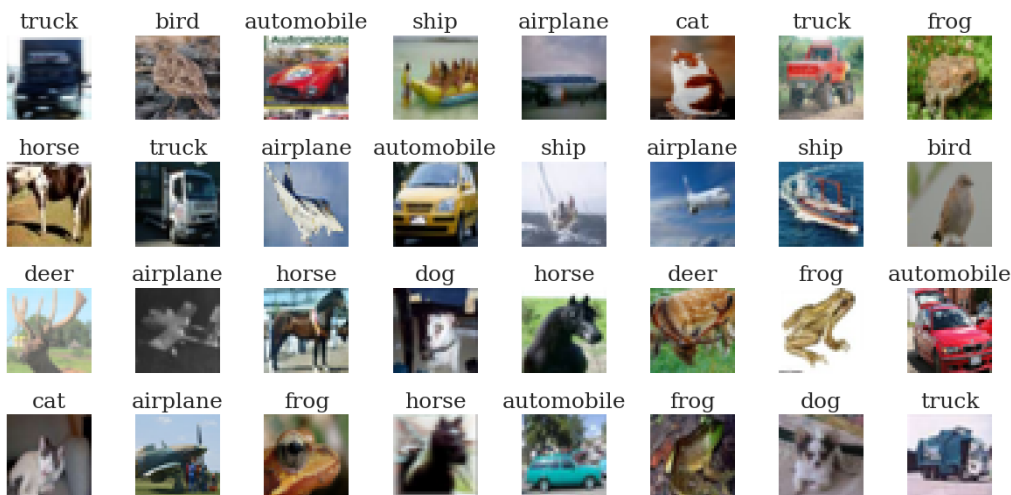 truck bird automobile ship airplane cat truck frog
Automobile
horse truck airplane automobile ship airplane ship bird
deer airplane horse dog horse deer frog automobile
cat airplane frog horse automobile frog dog truck